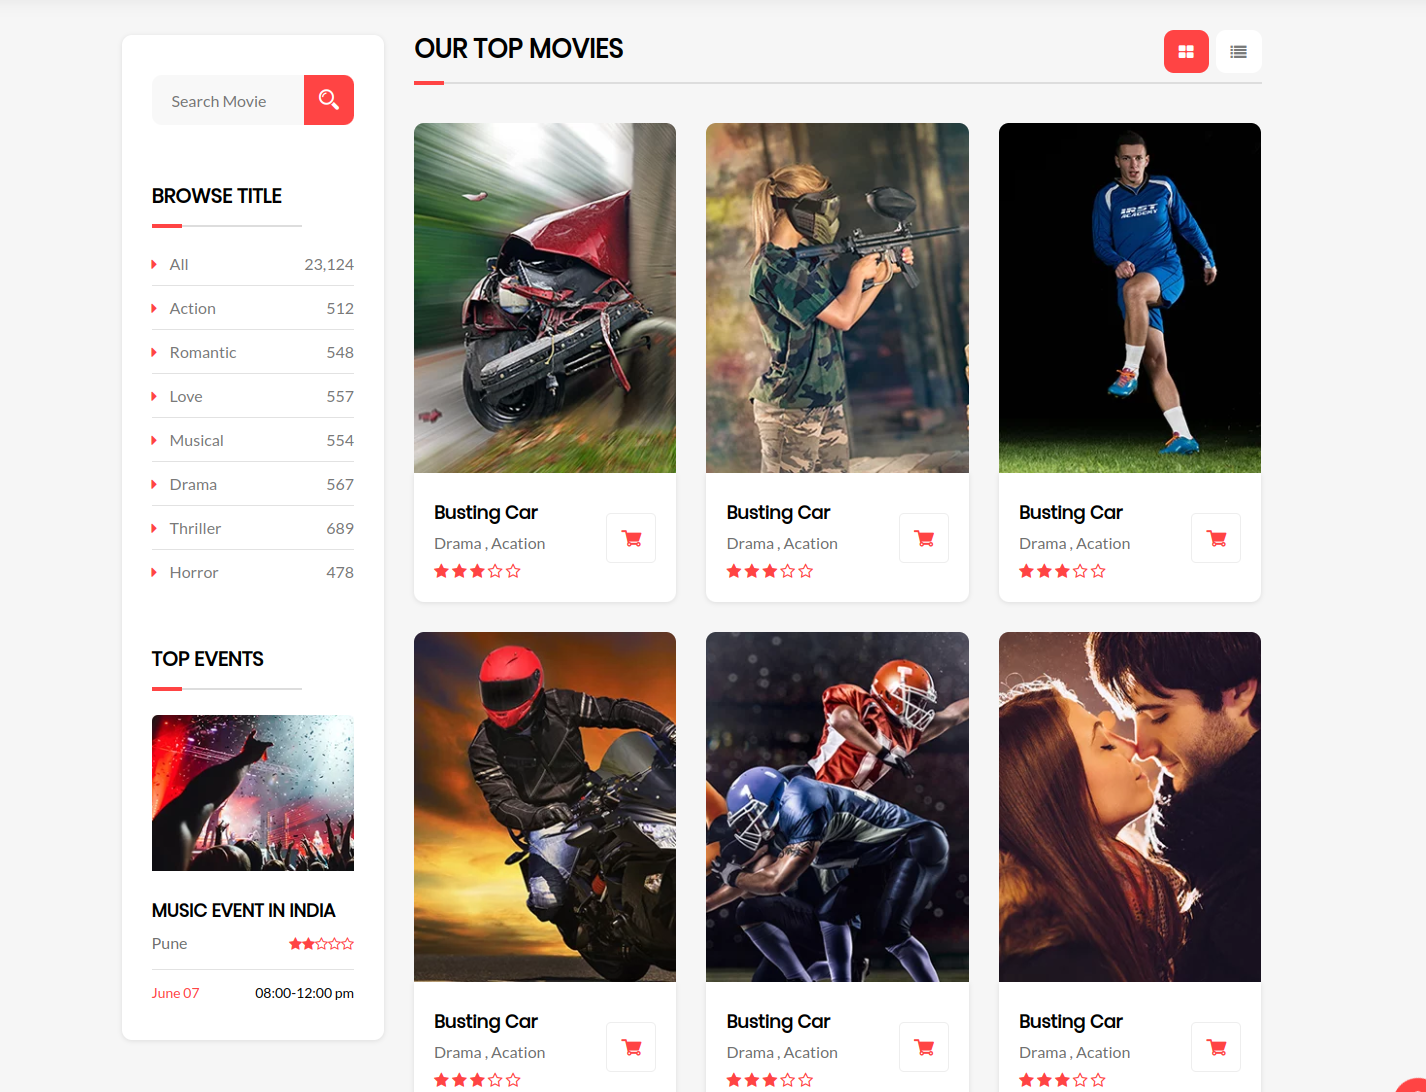 Search Movie
BROWSE TITLE
All 23,124
Action 512
Romantic 548
Love 557
Musical 554
Drama 567
Thriller 689
Horror 478
TOP EVENTS
MUSIC EVENT IN INDIA
Pune
June 07 08:00-12:00 pm
OUR TOP MOVIES
IRST
ACADEMY
Busting Car
Drama , Acation
Busting Car
Drama , Acation
Busting Car
Drama , Acation
T
Busting Car
Drama , Acation
Busting Car
Drama , Acation
Busting Car
Drama , Acation